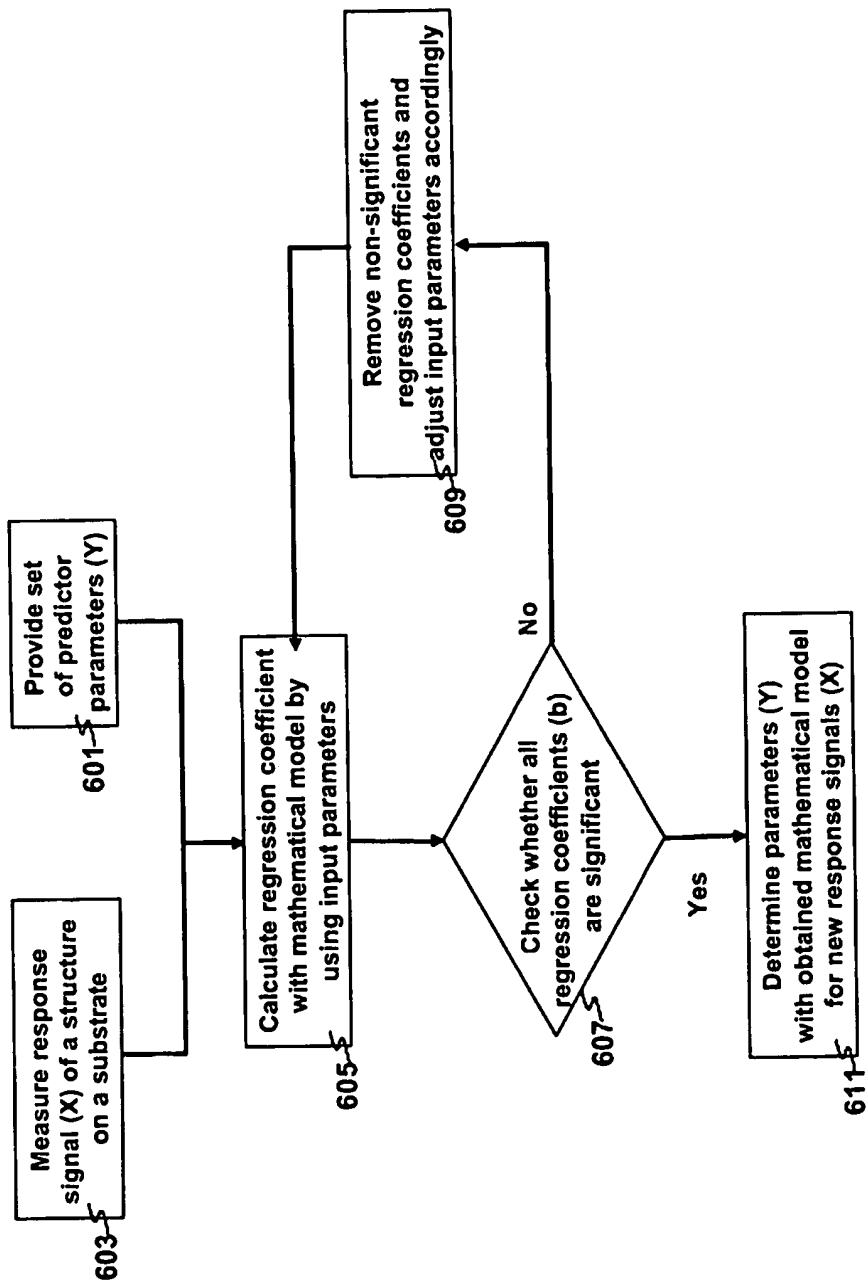 Measure response
signal (X) of a structure
on a substrate
603
Provide set
of predictor
parameters (Y)
601
Calculate regression coefficient
with mathematical model by
using input parameters
605
Remove non-significant
regression coefficients and
adjust input parameters accordingly
609
Check whether all
regression coefficients (b)
are significant
607
No
Yes
Determine parameters (Y)
with obtained mathematical model
for new response signals (X)
611